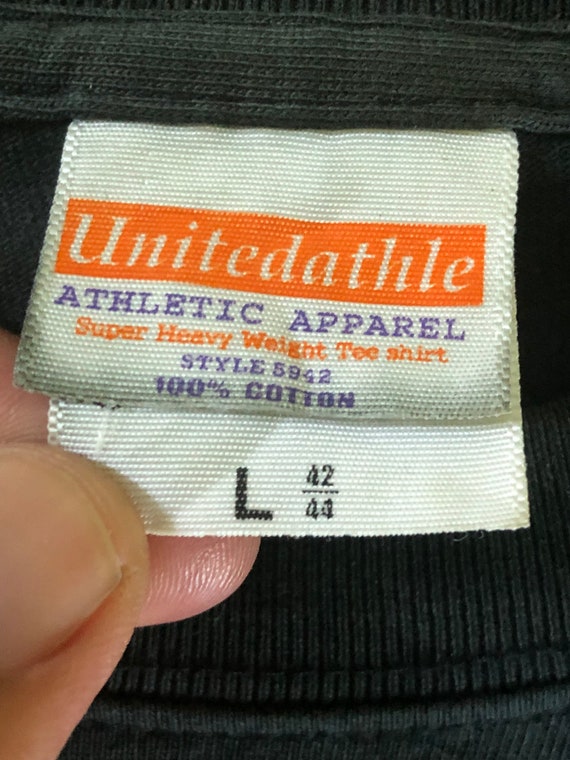 Unitedathle
ATHLETIC APPAREL
Super Heavy Weight Tee shirt
STYLE 5942
100% COTTON
L 42/44